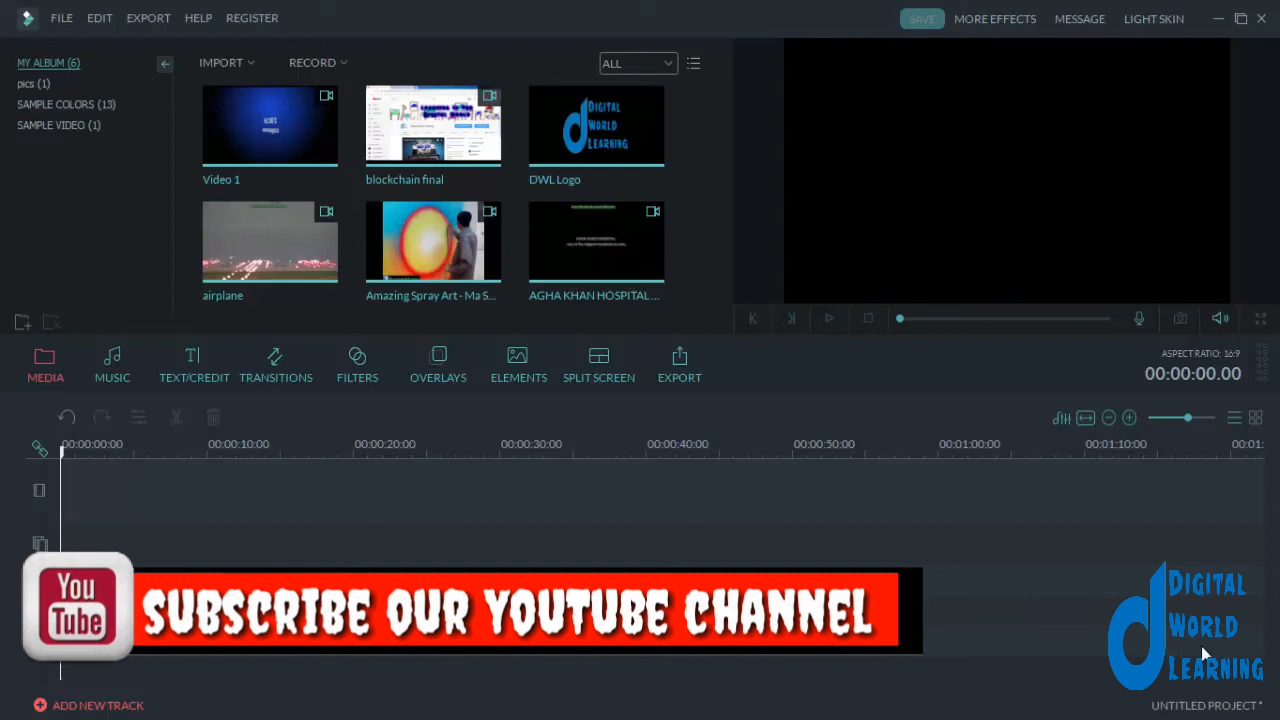 FILE EDIT EXPORT HELP REGISTER SAVE MORE EFFECTS MESSAGE LIGHT SKIN
MY ALBUM (6)
pics (1)
SAMPLE COLORS (13)
SAMPLE VIDEO (1)
IMPORT RECORD ALL
DIGITAL
WORLD
LEARNING
Video 1 blockchain final DWL Logo
airplane Amazing Spray Art - Ma S... AGHA KHAN HOSPITAL ...
MEDIA MUSIC TEXT/CREDIT TRANSITIONS FILTERS OVERLAYS ELEMENTS SPLIT SCREEN EXPORT
ASPECT RATIO: 16:9
00:00:00.00
00:00:00:00 00:00:10:00 00:00:20:00 00:00:30:00 00:00:40:00 00:00:50:00 00:01:00:00 00:01:10:00 00:01:
You
Tube
SUBSCRIBE OUR YOUTUBE CHANNEL
DIGITAL
WORLD
LEARNING
ADD NEW TRACK
UNTITLED PROJECT *